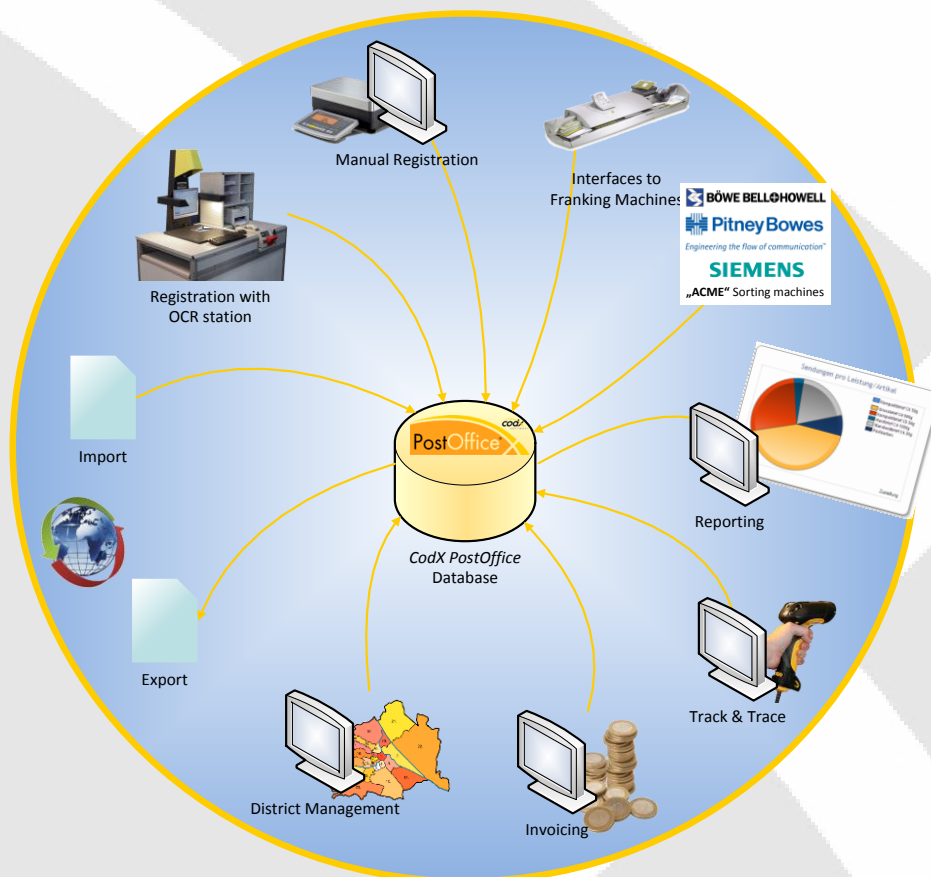 Manual Registration
Interfaces to
Franking Machines
BÖWE BELL+HOWELL
Pitney Bowes
Engineering the flow of communication™
SIEMENS
„ACME“ Sorting machines
Registration with
OCR station
Sendungen pro Leistung/Artikel
Import
codX
PostOffice
Reporting
CodX PostOffice
Database
Export
Track & Trace
District Management
Invoicing